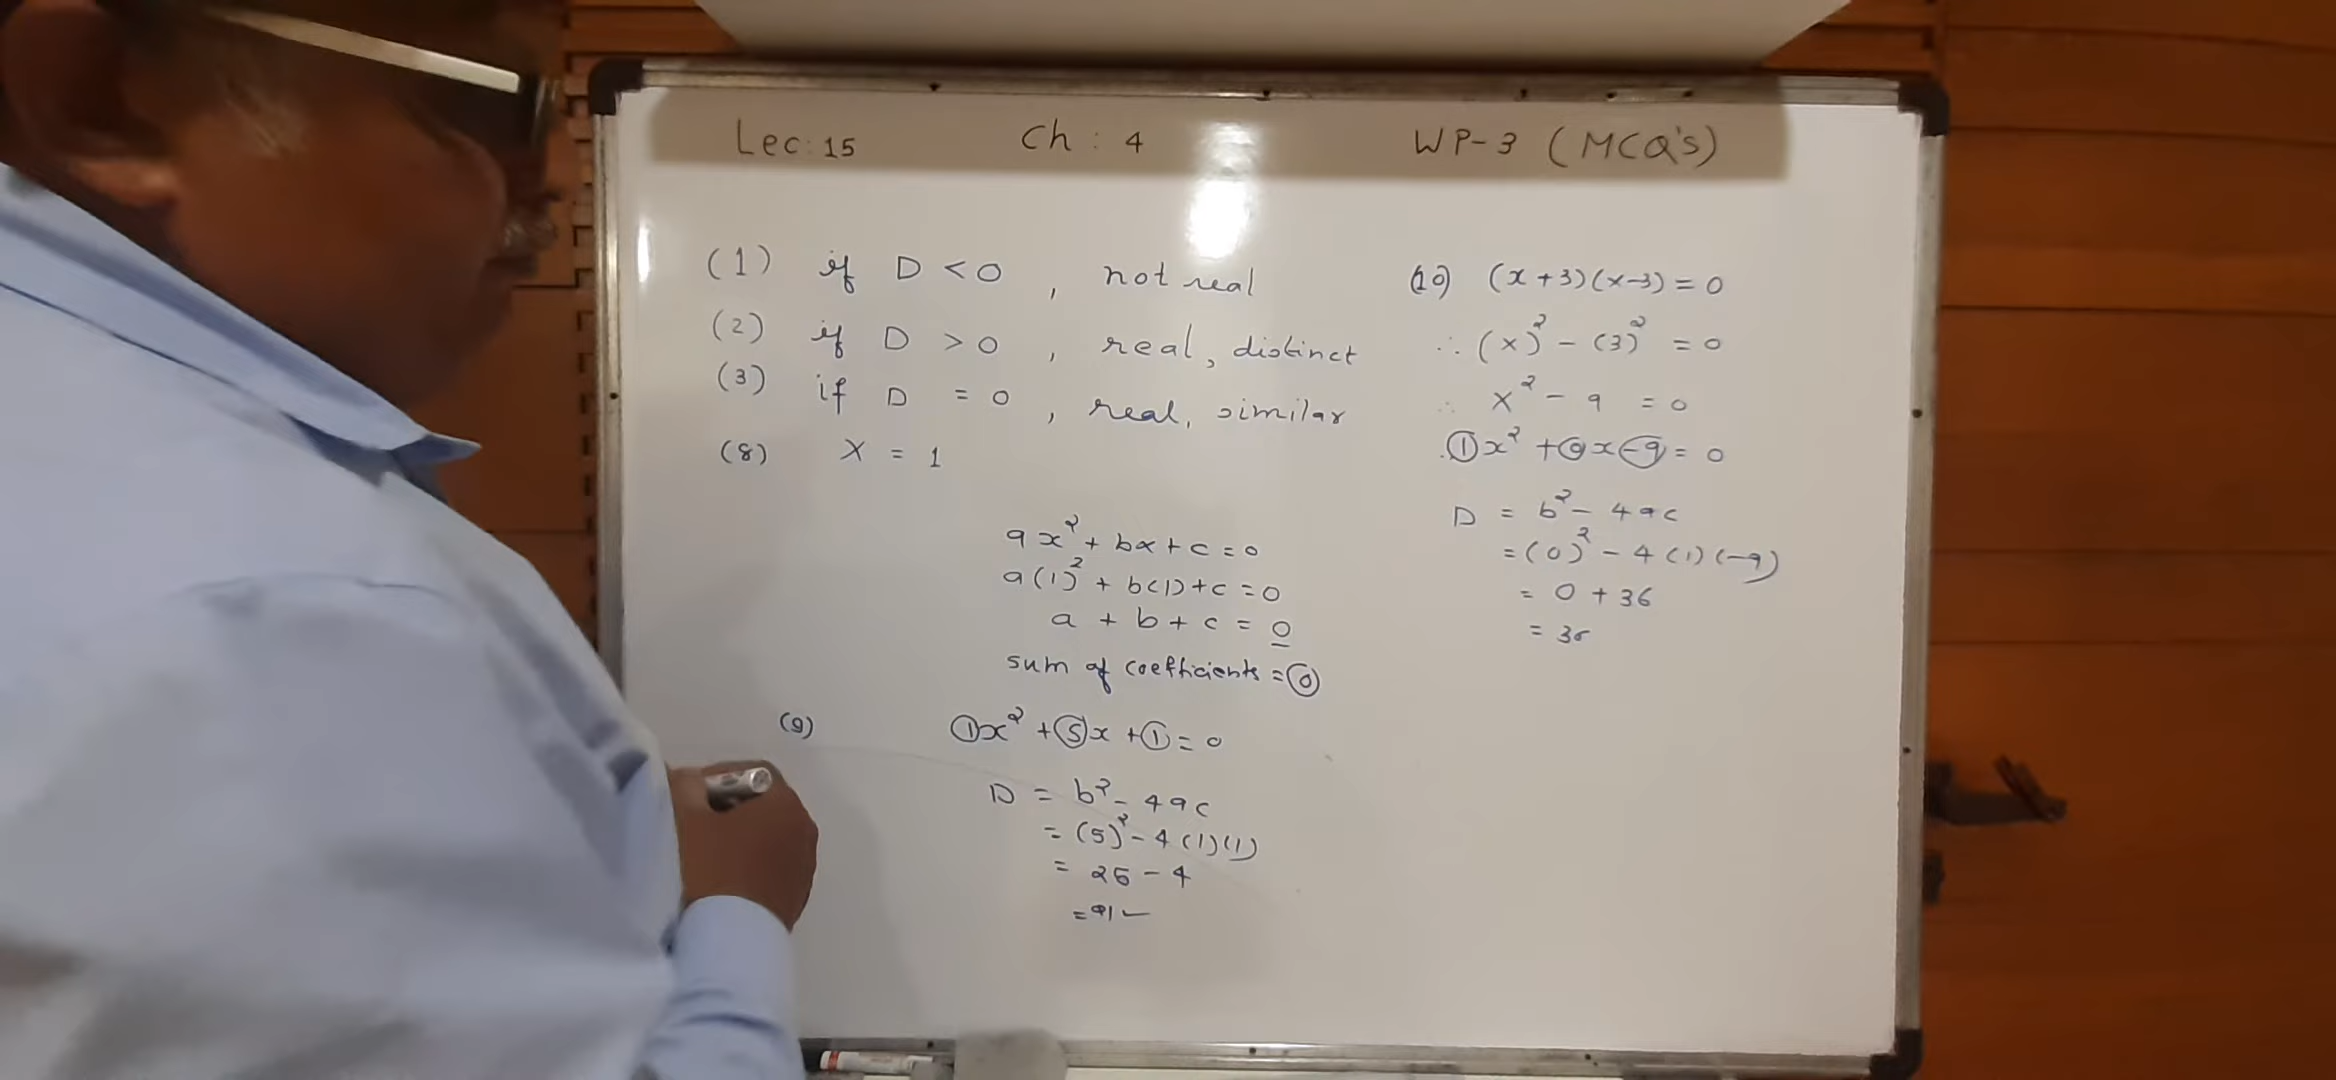 Lec: 15 Ch : 4 WP-3 (MCQ's)
(1) if D < 0 , not real
(2) if D > 0 , real, distinct
(3) if D = 0 , real, similar
(8) X = 1
ax² + bx + c = 0
a(1)² + b(1) + c = 0
a + b + c = 0
sum of coefficients = 0
(9) 1x² + 5x + 1 = 0
D = b² - 4ac
= (5)² - 4(1)(1)
= 25 - 4
= 21
(10) (x+3)(x-3) = 0
∴ (x)² - (3)² = 0
∴ x² - 9 = 0
∴ 1x² + 0x - 9 = 0
D = b² - 4ac
= (0)² - 4(1)(-9)
= 0 + 36
= 36